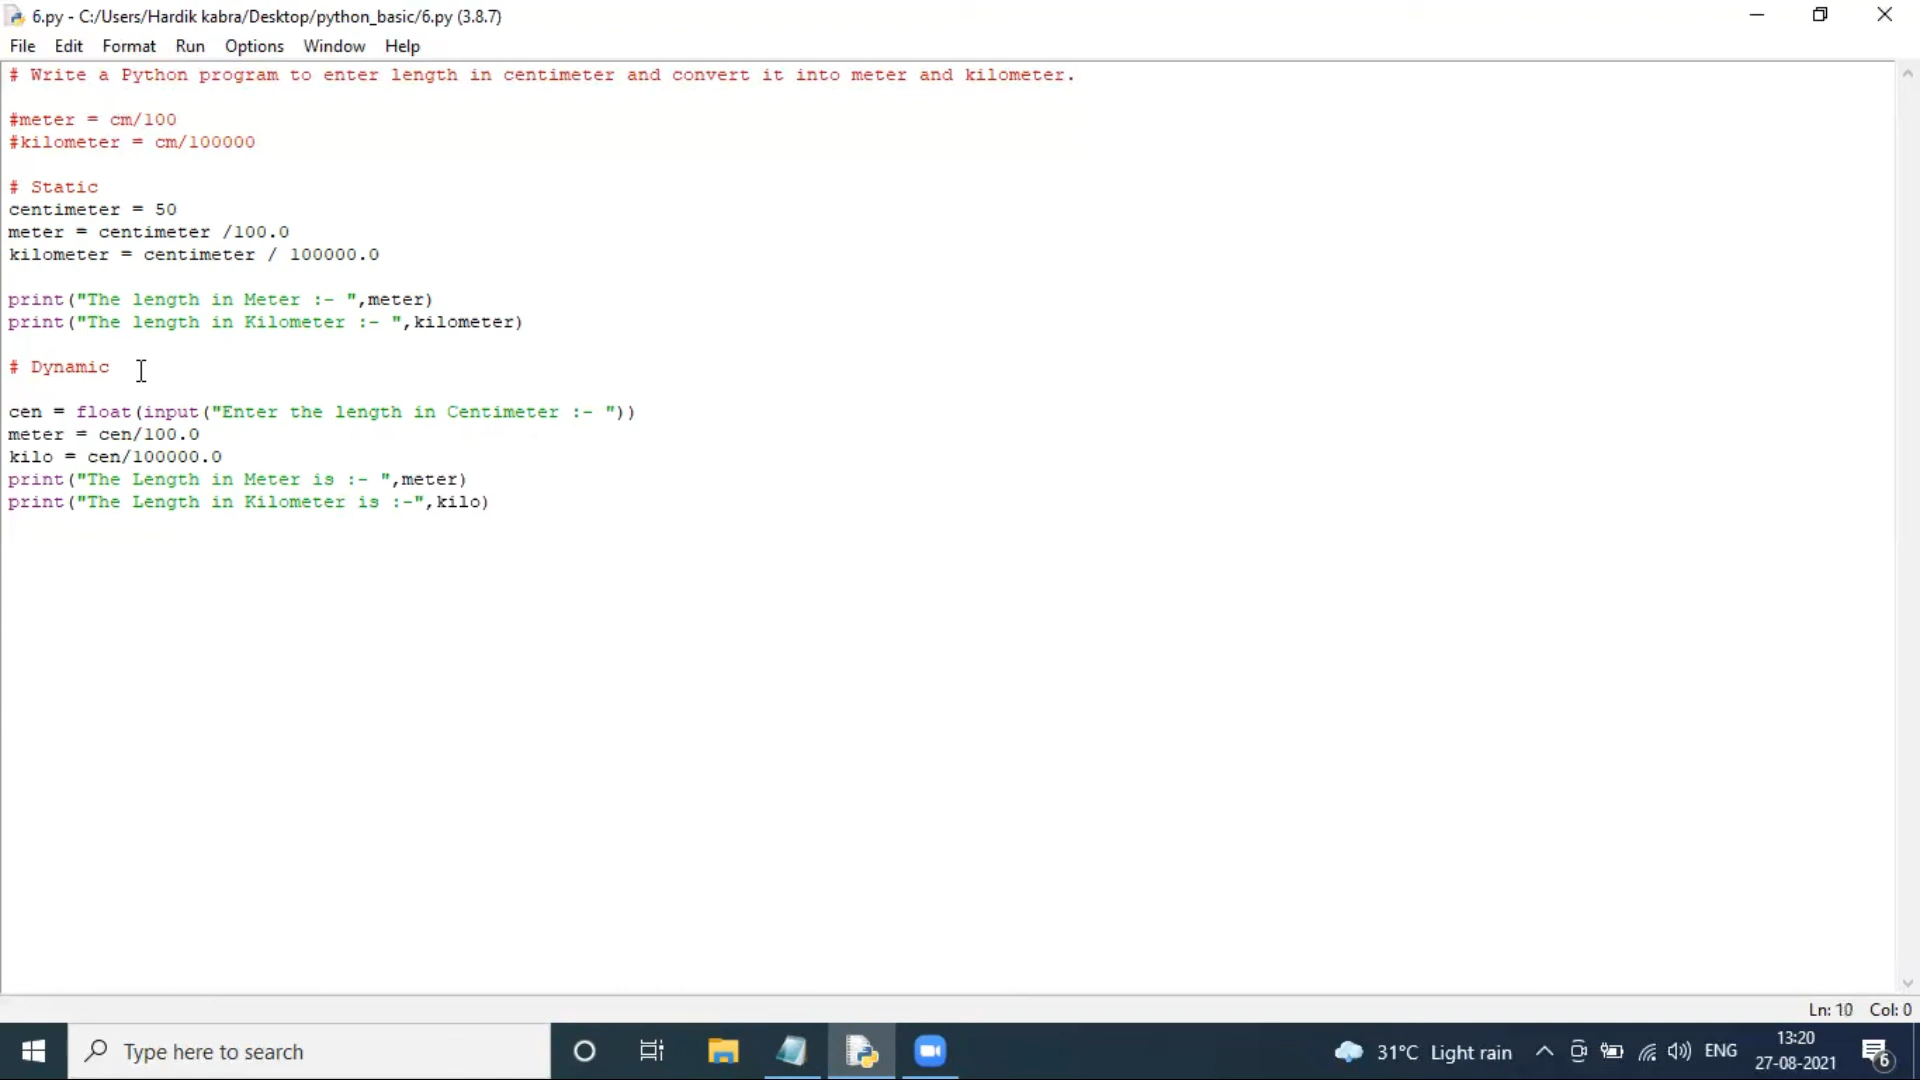 6.py - C:/Users/Hardik kabra/Desktop/python_basic/6.py (3.8.7)
File Edit Format Run Options Window Help
# Write a Python program to enter length in centimeter and convert it into meter and kilometer.
#meter = cm/100
#kilometer = cm/100000
# Static
centimeter = 50
meter = centimeter /100.0
kilometer = centimeter / 100000.0
print("The length in Meter :- ",meter)
print("The length in Kilometer :- ",kilometer)
# Dynamic
cen = float(input("Enter the length in Centimeter :- "))
meter = cen/100.0
kilo = cen/100000.0
print("The Length in Meter is :- ",meter)
print("The Length in Kilometer is :-",kilo)
Ln: 10 Col: 0
Type here to search
31°C Light rain
ENG
13:20
27-08-2021
6